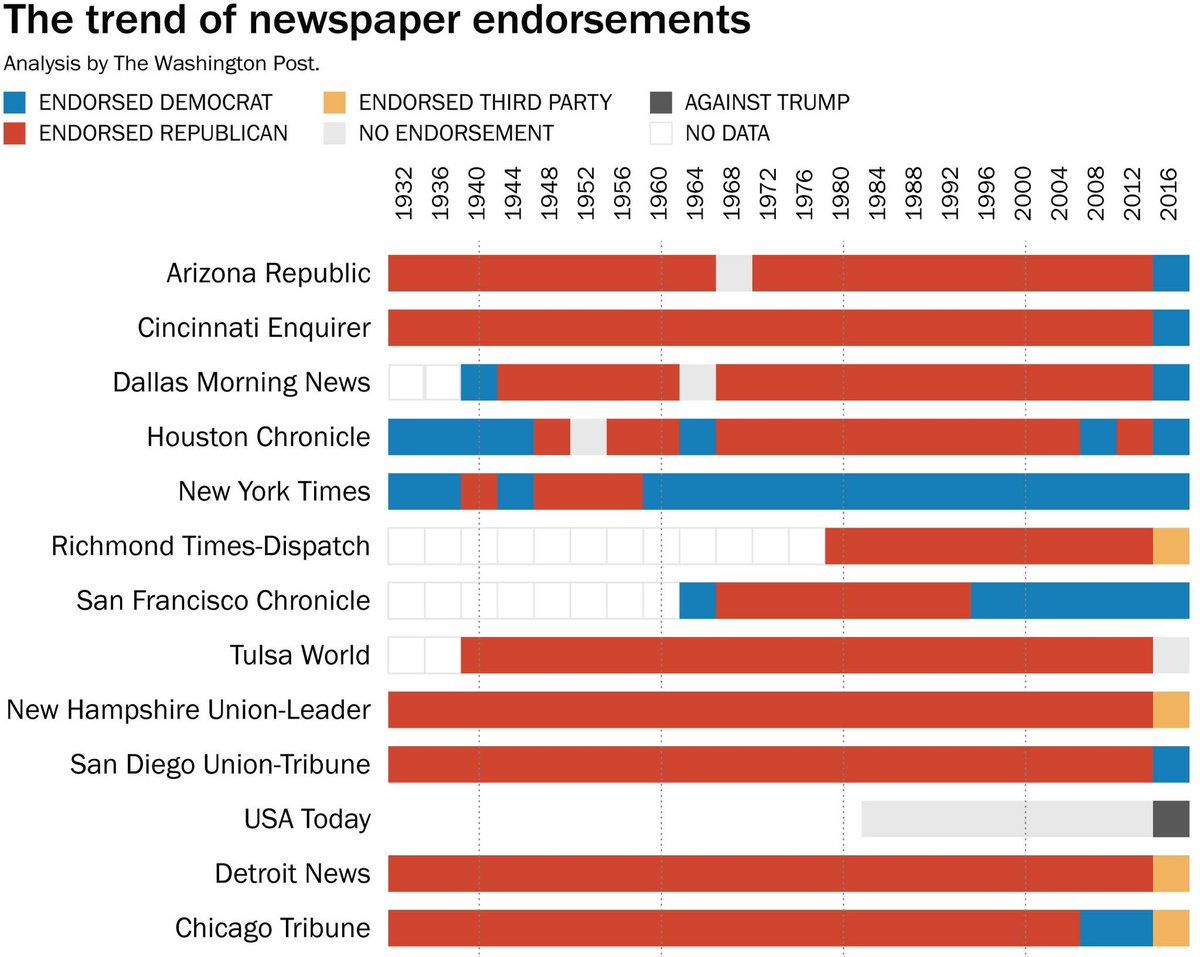 The trend of newspaper endorsements
Analysis by The Washington Post.
ENDORSED DEMOCRAT ENDORSED THIRD PARTY AGAINST TRUMP
ENDORSED REPUBLICAN NO ENDORSEMENT NO DATA
1932 1936 1940 1944 1948 1952 1956 1960 1964 1968 1972 1976 1980 1984 1988 1992 1996 2000 2004 2008 2012 2016
Arizona Republic
Cincinnati Enquirer
Dallas Morning News
Houston Chronicle
New York Times
Richmond Times-Dispatch
San Francisco Chronicle
Tulsa World
New Hampshire Union-Leader
San Diego Union-Tribune
USA Today
Detroit News
Chicago Tribune